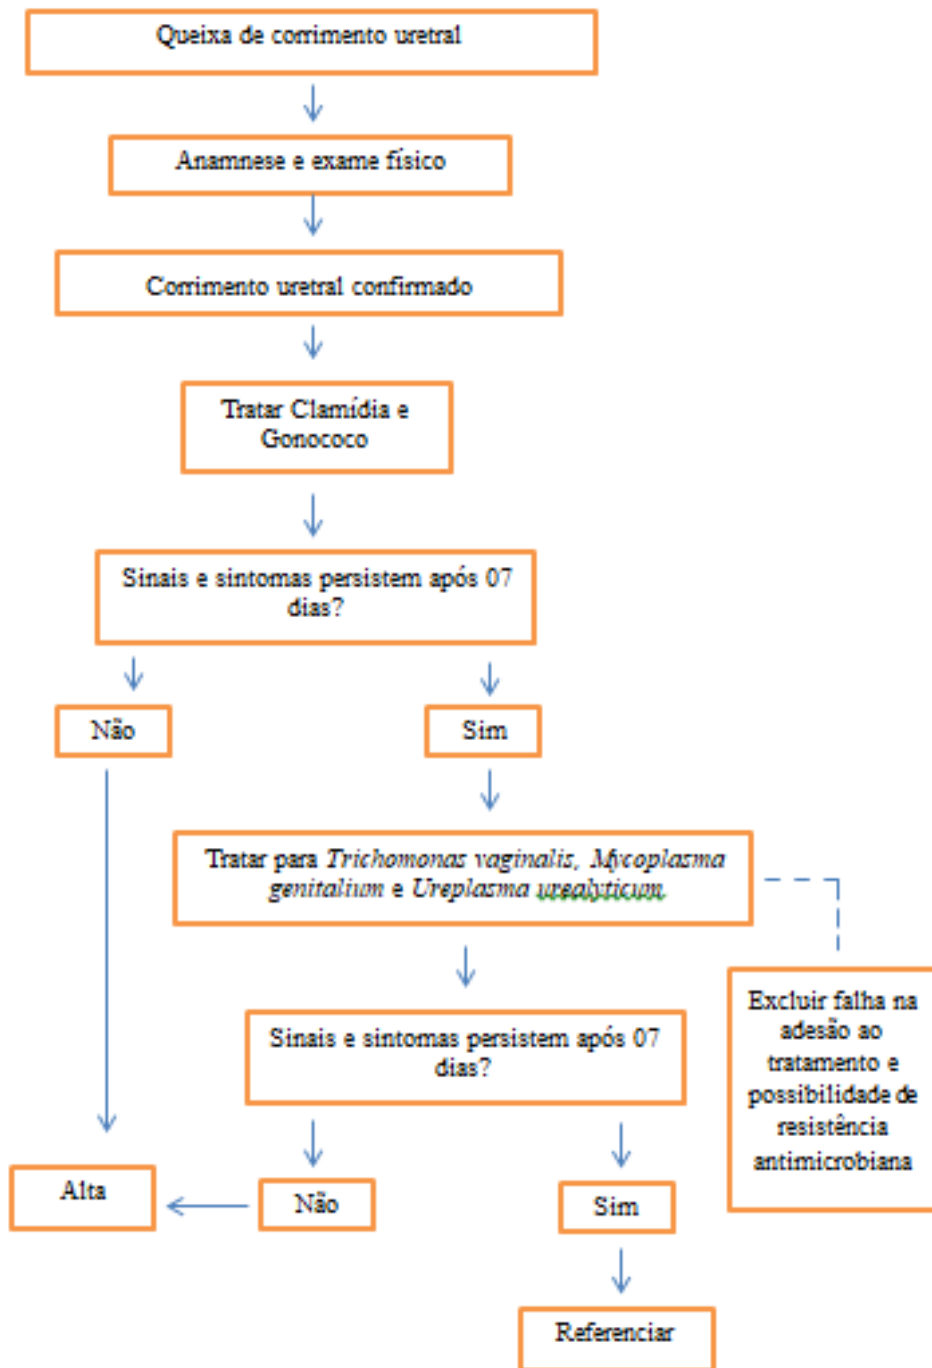 Queixa de corrimento uretral
Anamnese e exame físico
Corrimento uretral confirmado
Tratar Clamídia e
Gonococo
Sinais e sintomas persistem após 07
dias?
Não
Sim
Tratar para Trichomonas vaginalis, Mycoplasma
genitalium e Ureplasma urealyticum
Excluir falha na
adesão ao
tratamento e
possibilidade de
resistência
antimicrobiana
Sinais e sintomas persistem após 07
dias?
Alta
Não
Sim
Referenciar